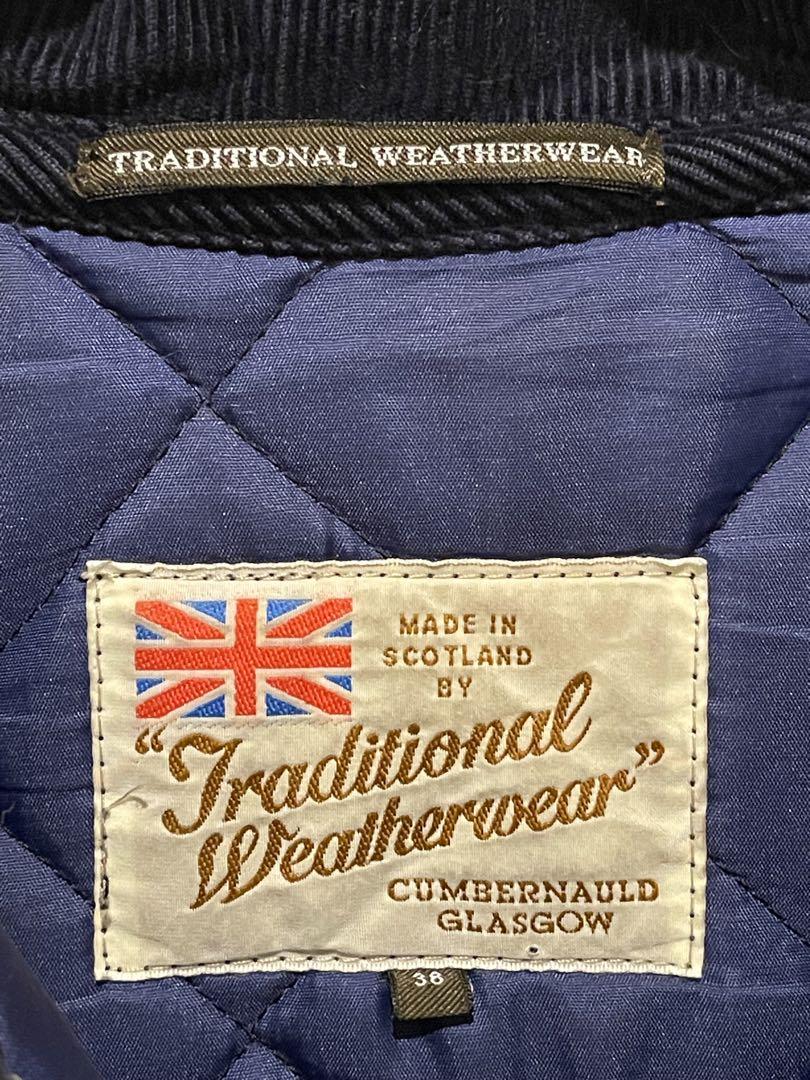 TRADITIONAL WEATHERWEAR
MADE IN
SCOTLAND
BY
"Traditional
Weatherwear"
CUMBERNAULD
GLASGOW
38